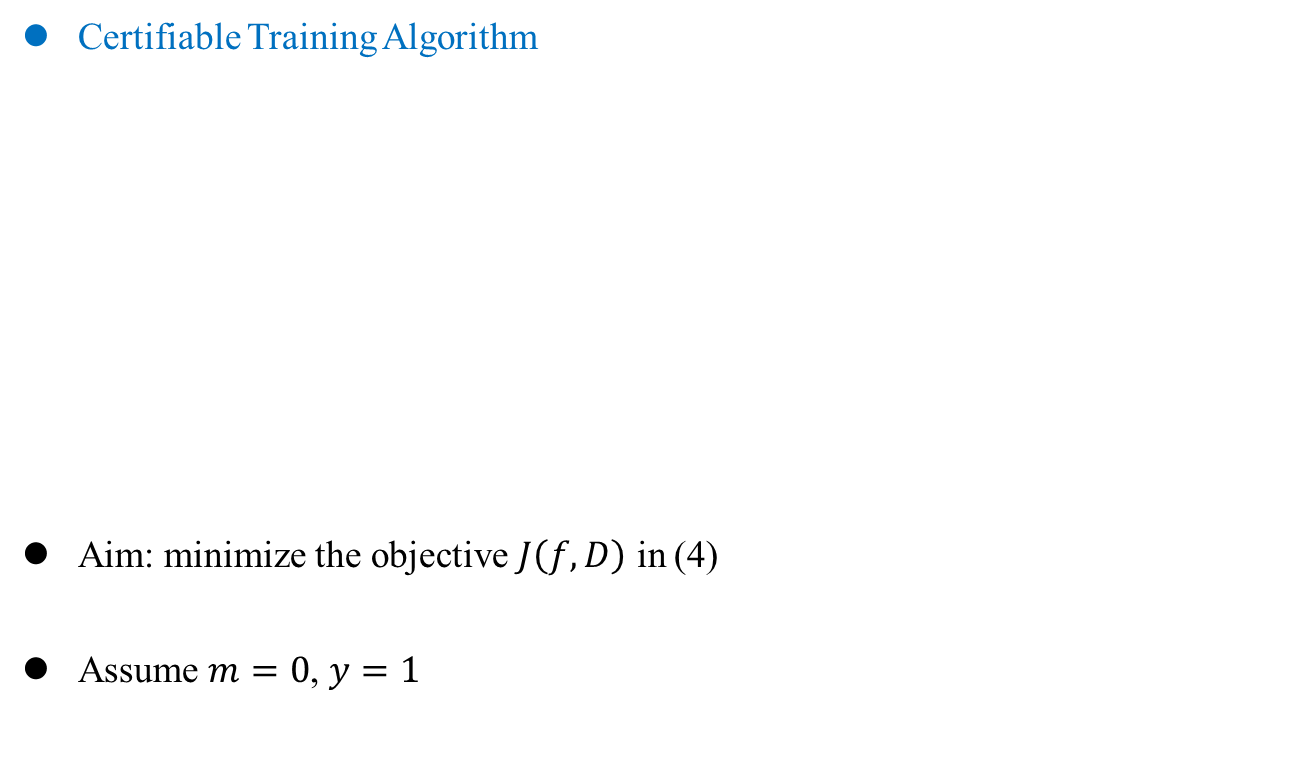 ● Certifiable Training Algorithm
● Aim: minimize the objective J(f, D) in (4)
● Assume m = 0, y = 1